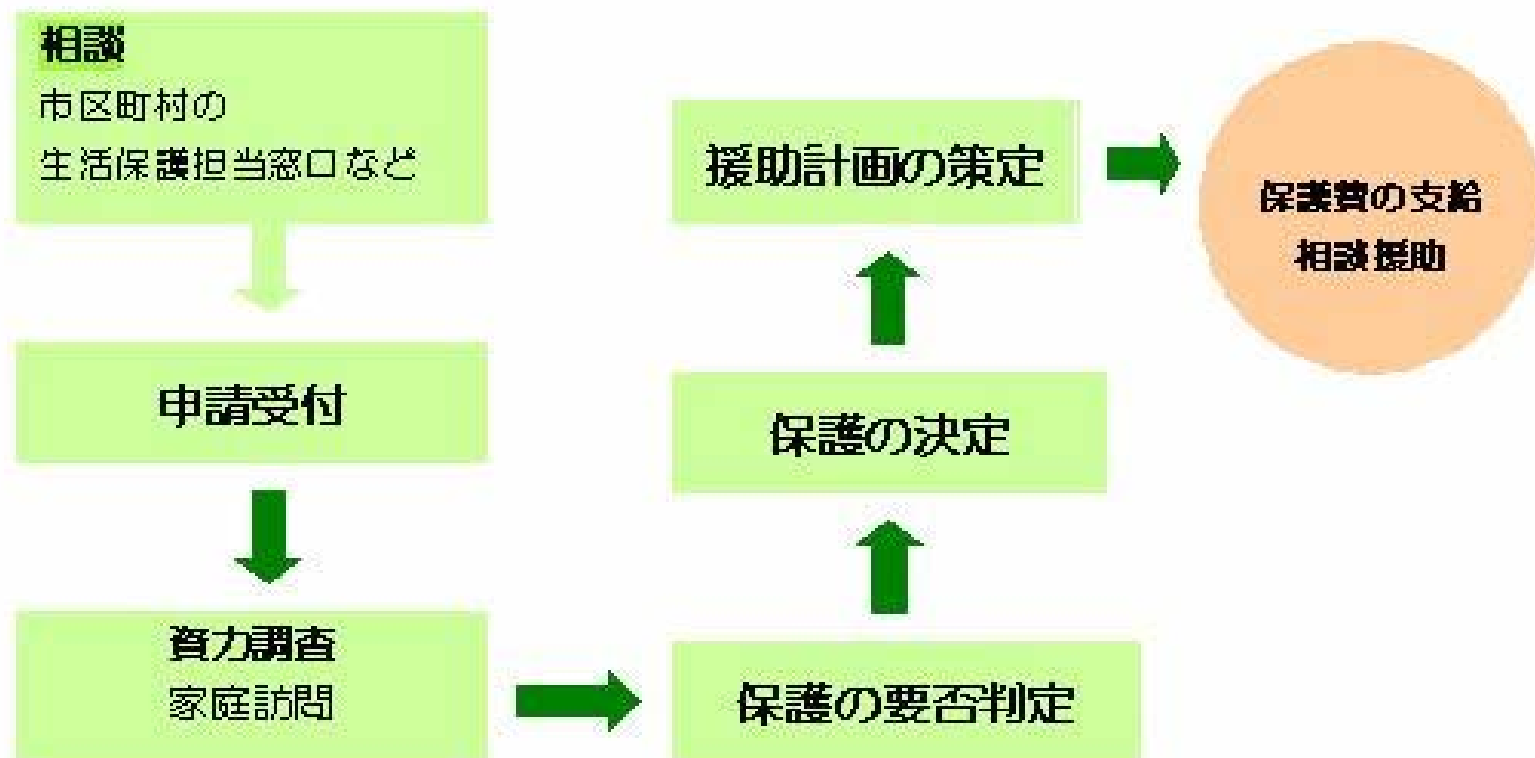 相談
市区町村の
生活保護担当窓口など
申請受付
資力調査
家庭訪問
保護の要否判定
保護の決定
援助計画の策定
保護費の支給
相談援助